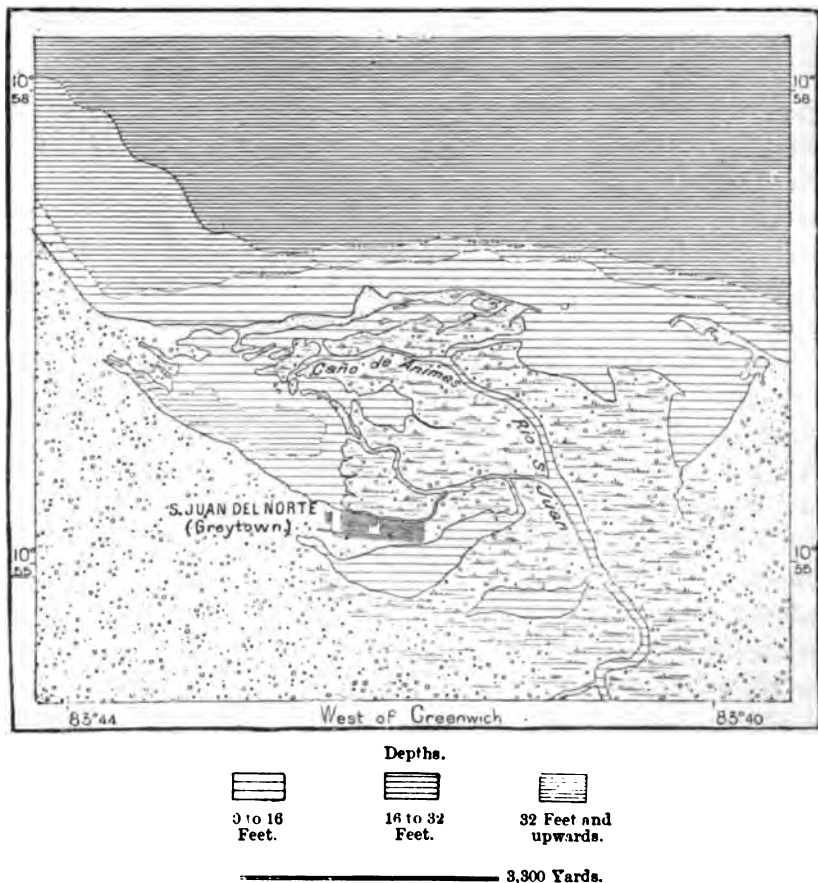 10° 10°
58 58
Caño de Animas
Rio S. Juan
S. JUAN DEL NORTE
(Greytown)
10° 10°
55 55
83°44 West of Greenwich 83°40
Depths.
0 to 16 16 to 32 32 Feet and
Feet. Feet. upwards.
3,300 Yards.